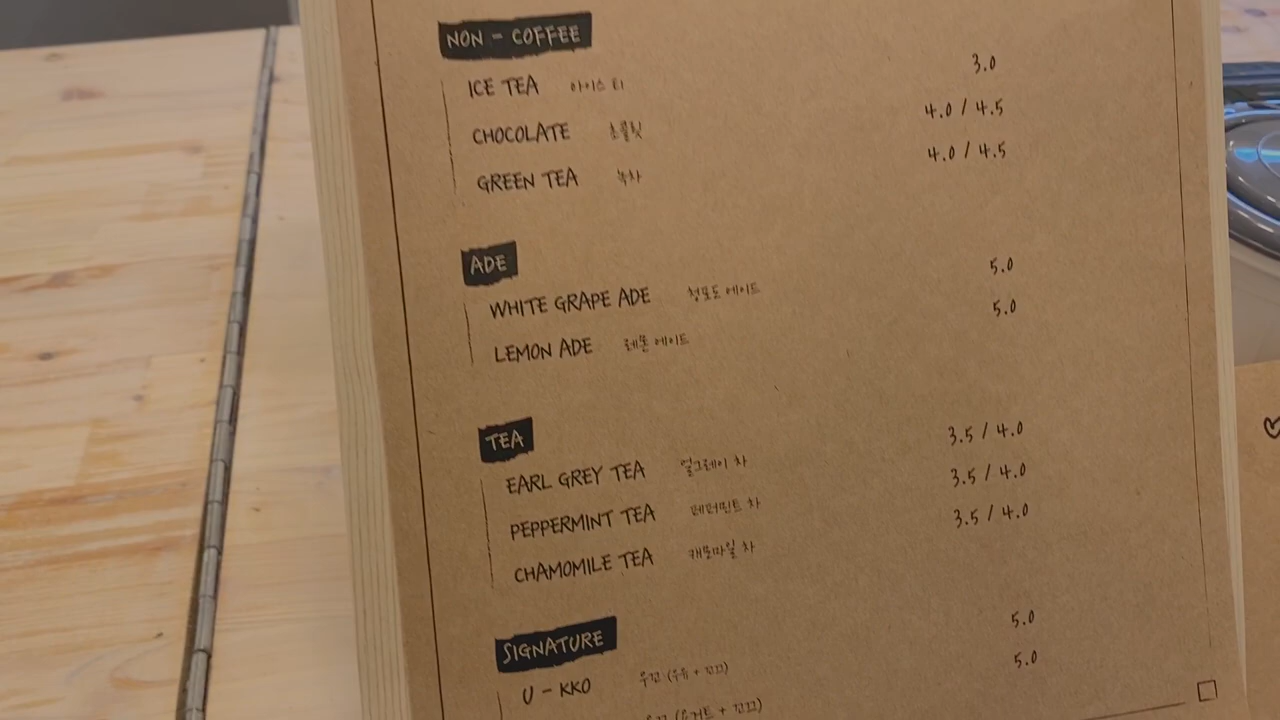 NON - COFFEE
ICE TEA 아이스 티 3.0
CHOCOLATE 초콜릿 4.0 / 4.5
GREEN TEA 녹차 4.0 / 4.5
ADE
WHITE GRAPE ADE 청포도 에이드 5.0
LEMON ADE 레몬 에이드 5.0
TEA
EARL GREY TEA 얼그레이 차 3.5 / 4.0
PEPPERMINT TEA 페퍼민트 차 3.5 / 4.0
CHAMOMILE TEA 캐모마일 차 3.5 / 4.0
SIGNATURE
U - KKO 우꼬 (우유 + 꼬끄) 5.0
+ 꼬끄) 5.0